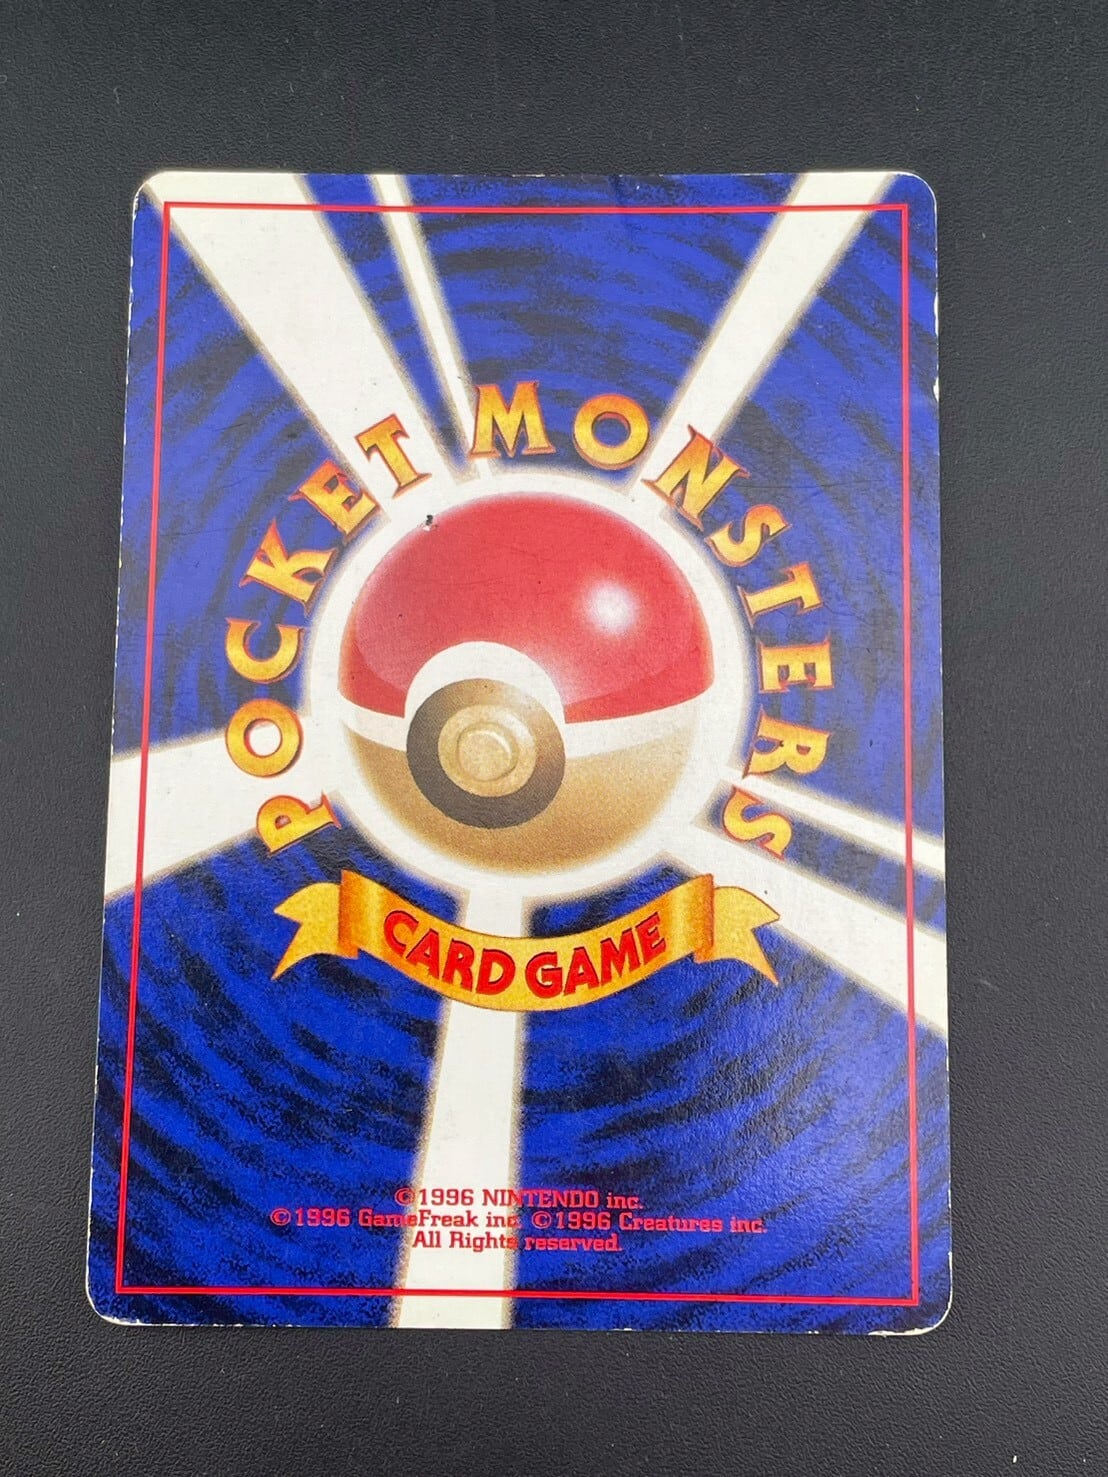 POCKET MONSTERS
CARD GAME
©1996 NINTENDO inc.
©1996 GameFreak inc. ©1996 Creatures inc.
All Rights reserved.